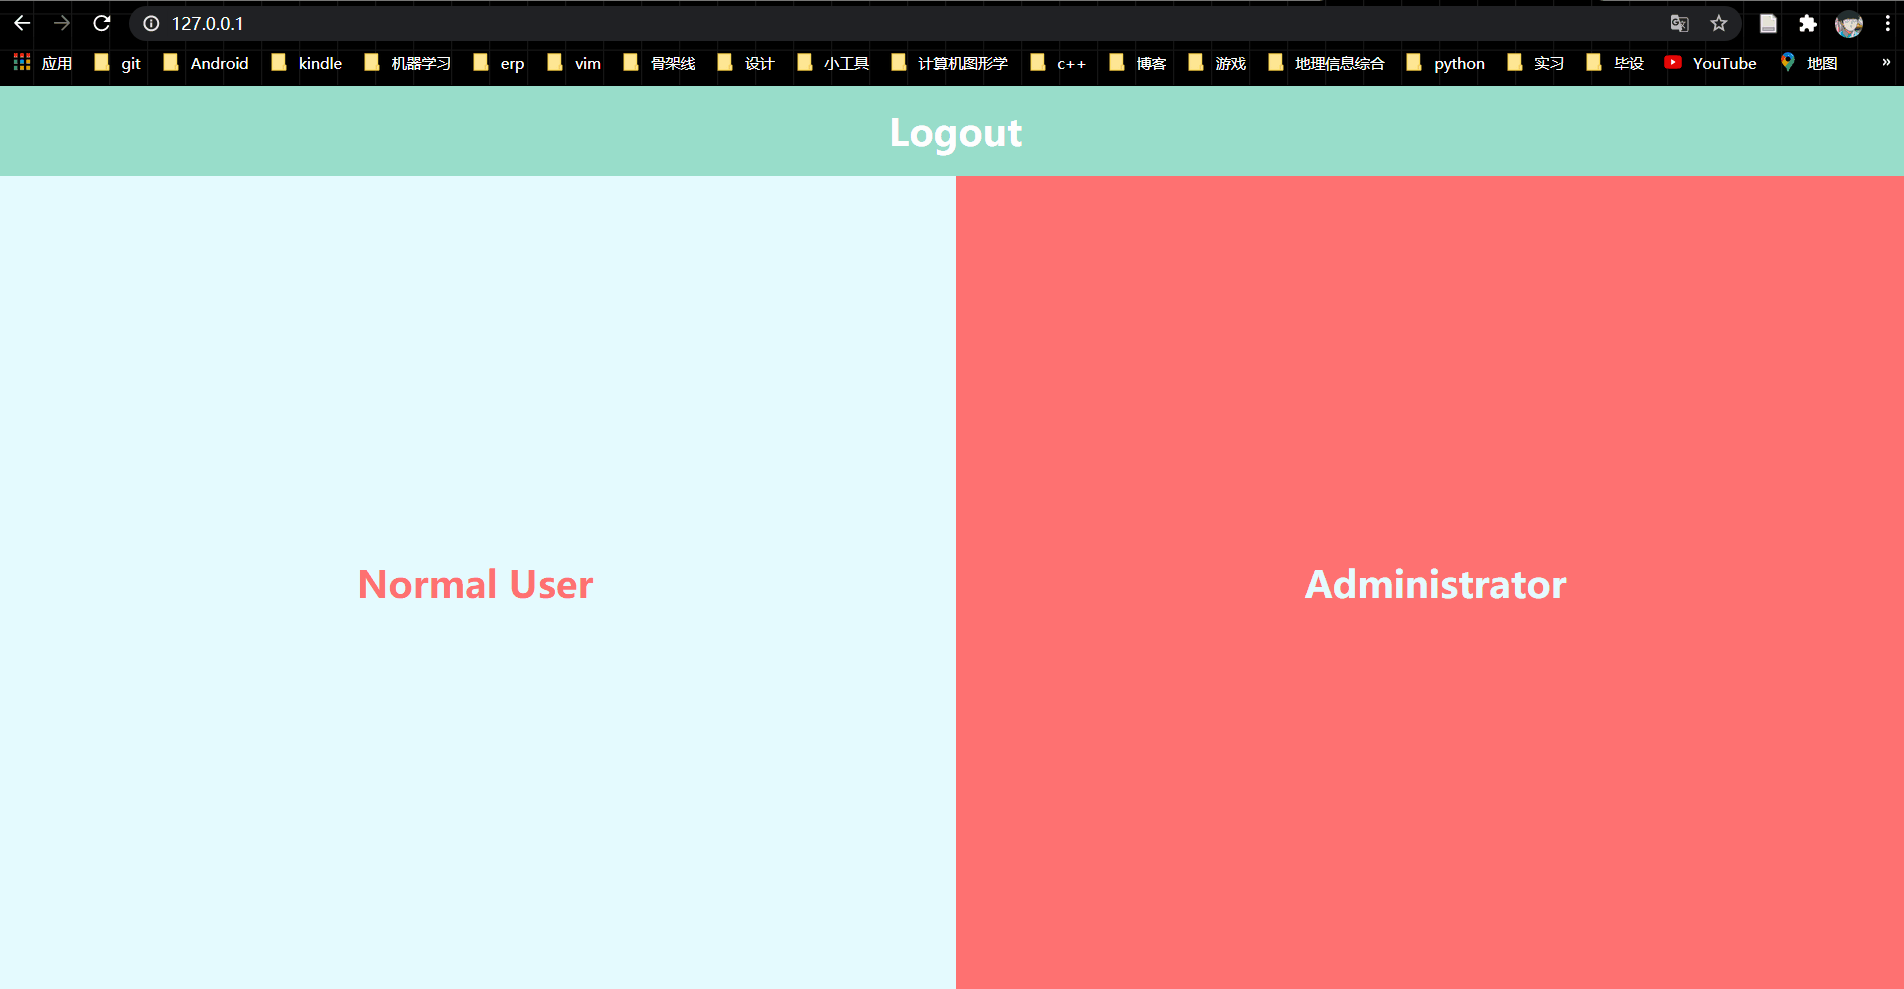 127.0.0.1
应用 git Android kindle 机器学习 erp vim 骨架线 设计 小工具 计算机图形学 c++ 博客 游戏 地理信息综合 python 实习 毕设 YouTube 地图 »
Logout
Normal User Administrator